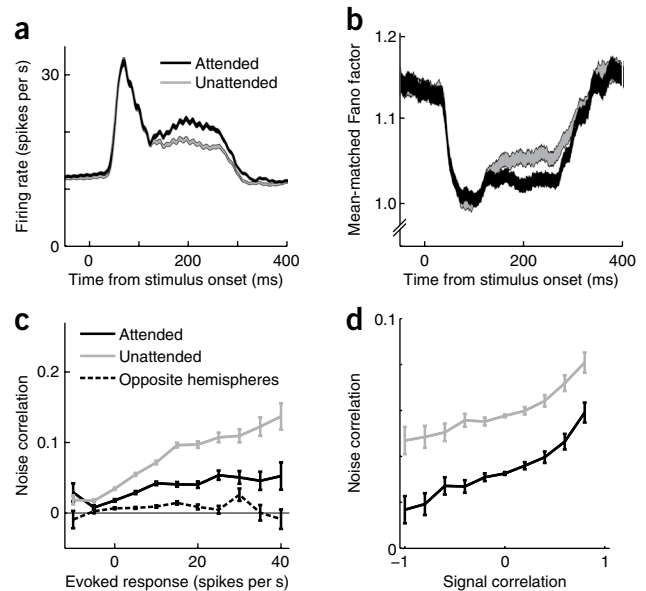 a
Firing rate (spikes per s)
30
0
Attended
Unattended
0
200
400
Time from stimulus onset (ms)
b
Mean-matched Fano factor
1.2
1.1
1.0
0
200
400
Time from stimulus onset (ms)
c
Noise correlation
0.2
0.1
0
Attended
Unattended
Opposite hemispheres
0
20
40
Evoked response (spikes per s)
d
Noise correlation
0.1
0
−1
0
1
Signal correlation